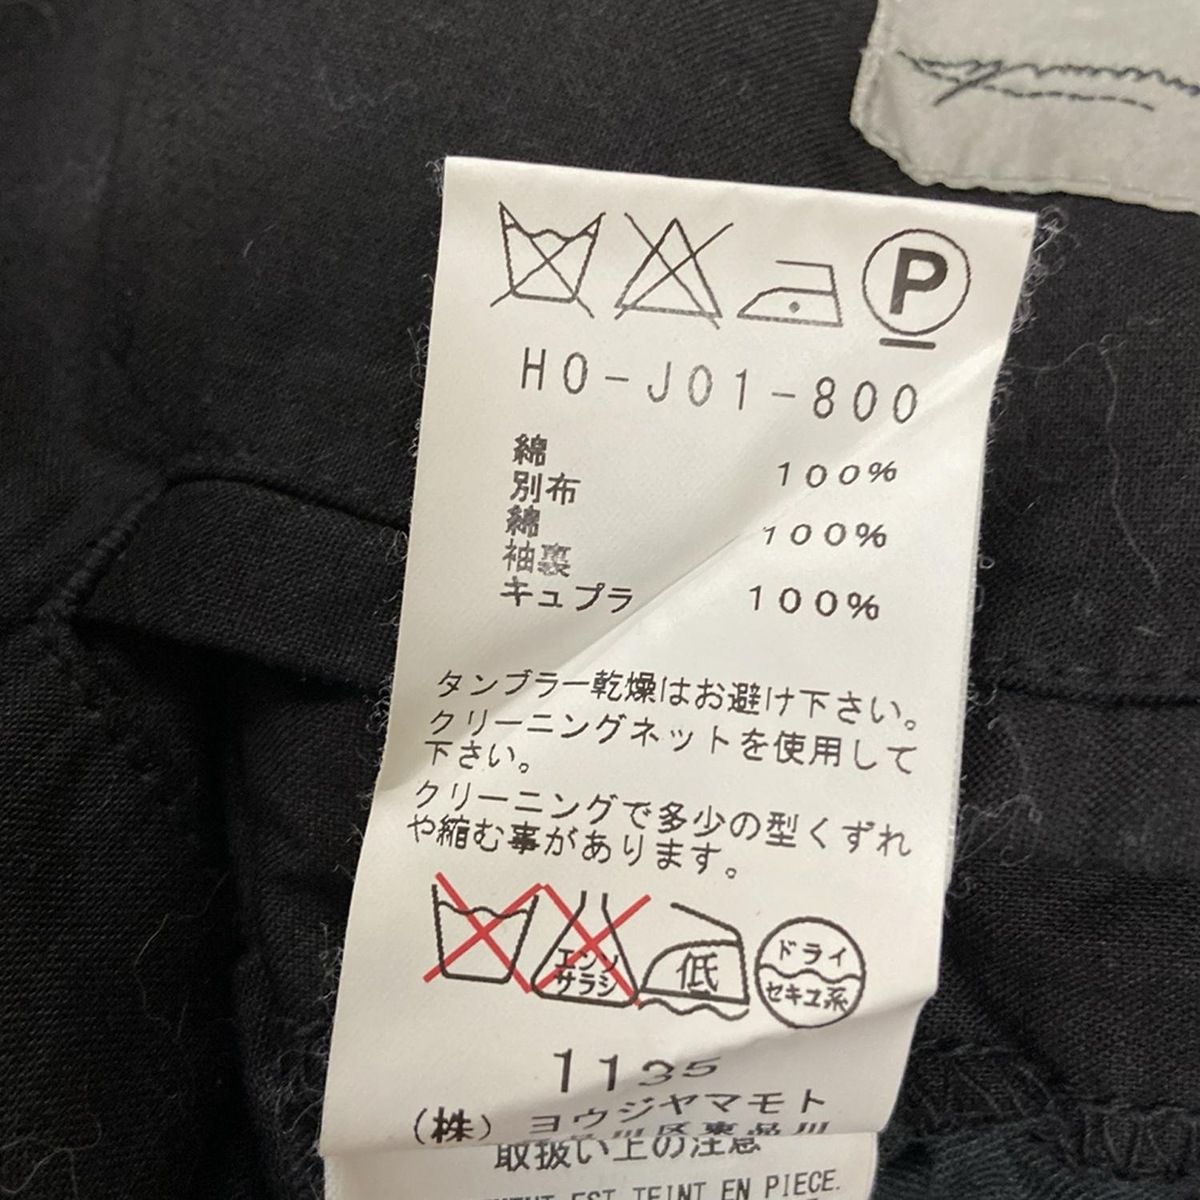 P
HO-J01-800
綿 100%
別布
綿 100%
袖裏
キュプラ 100%
タンブラー乾燥はお避け下さい。
クリーニングネットを使用して
下さい。
クリーニングで多少の型くずれ
や縮む事があります。
エンソ
サラシ
低
ドライ
セキユ系
1135
(株)ヨウジヤマモト
取扱い上の注意
EST TEINT EN PIECE.